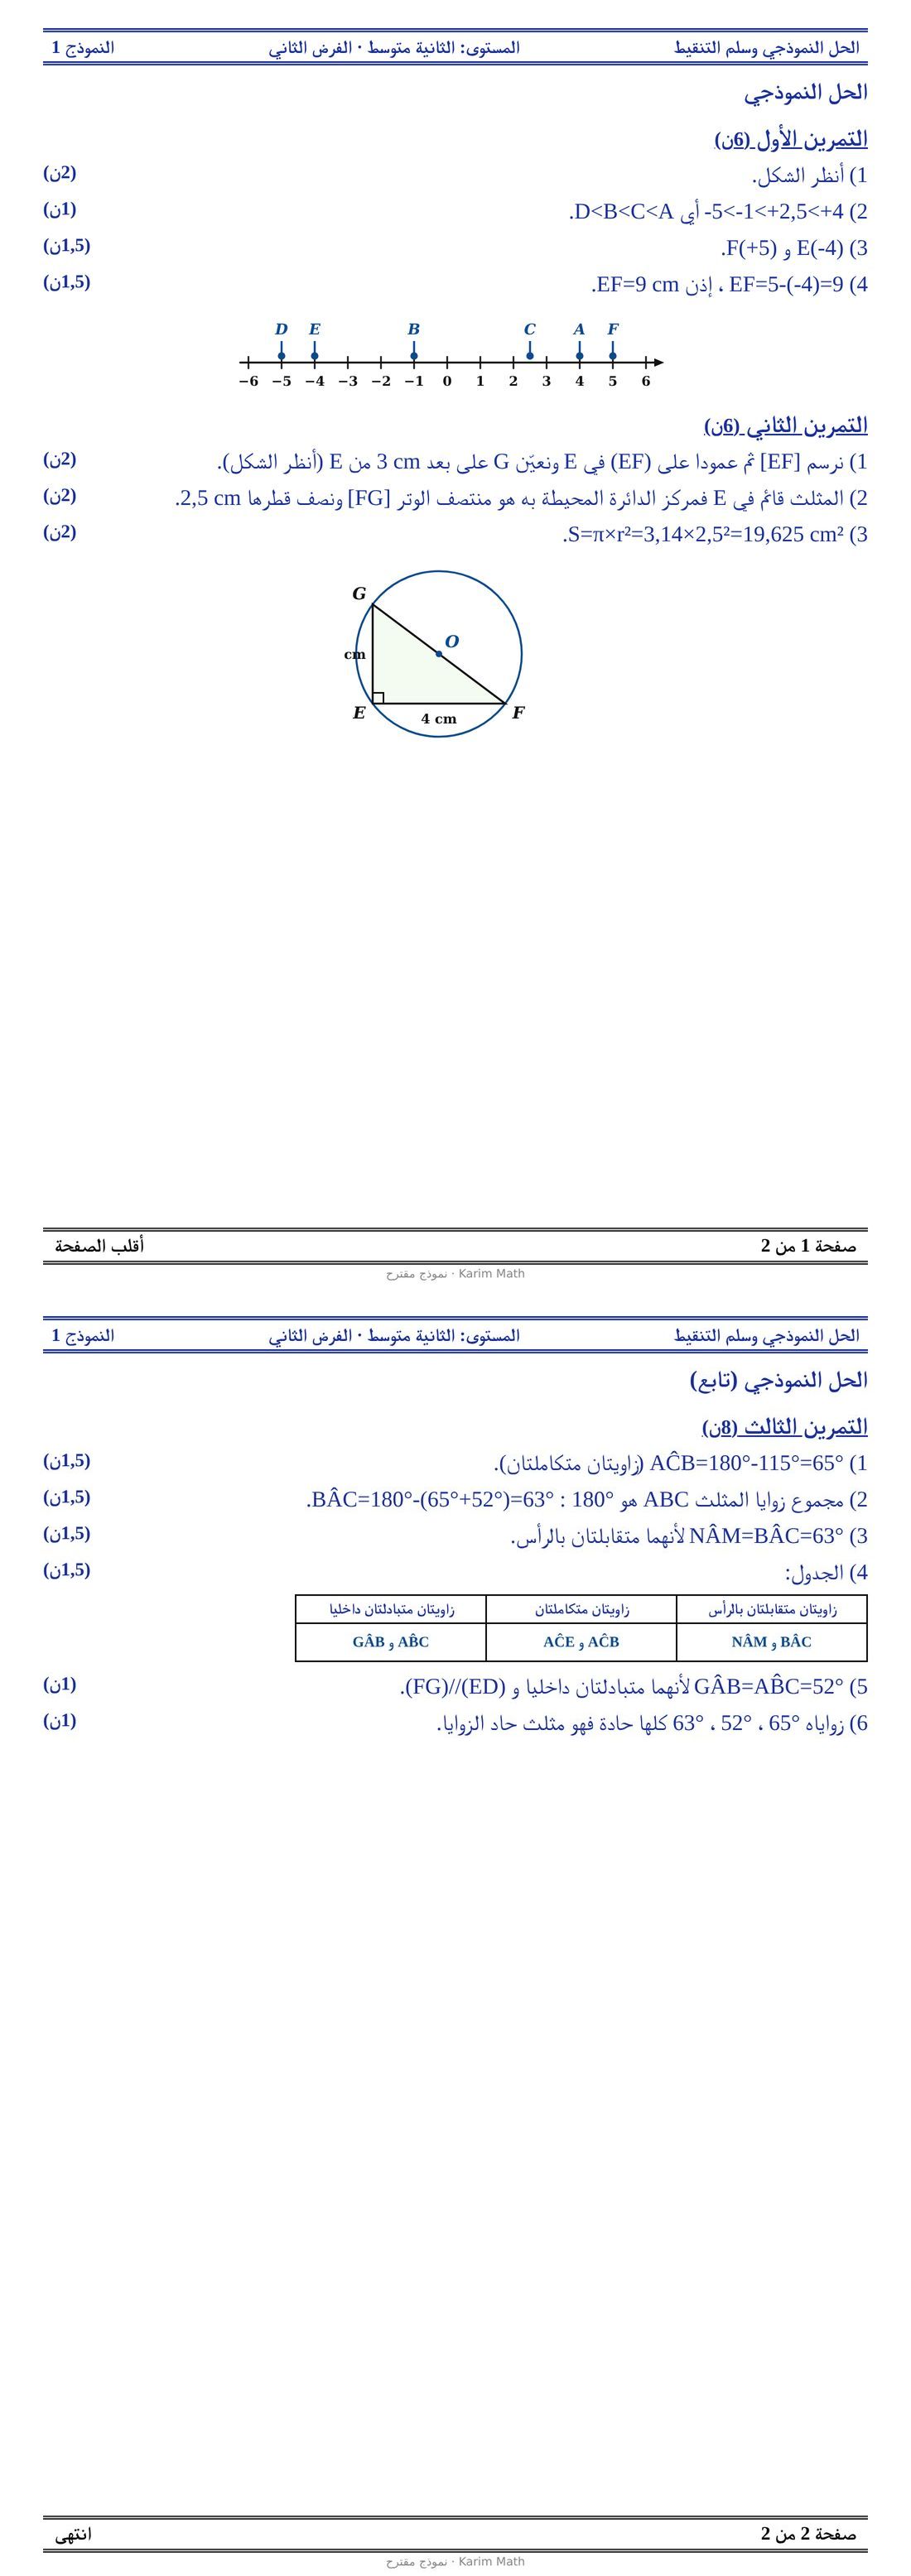 الحل النموذجي وسلم التنقيط المستوى: الثانية متوسط · الفرض الثاني النموذج 1
الحل النموذجي
التمرين الأول (6ن)
1) أنظر الشكل. (2ن)
2) -5<-1<+2,5<+4 أي D<B<C<A. (1ن)
3) E(-4) و F(+5). (1,5ن)
4) EF=5-(-4)=9 ، إذن EF=9 cm. (1,5ن)
D E B C A F
−6 −5 −4 −3 −2 −1 0 1 2 3 4 5 6
التمرين الثاني (6ن)
1) نرسم [EF] ثم عمودا على (EF) في E ونعيّن G على بعد 3 cm من E (أنظر الشكل). (2ن)
2) المثلث قائم في E فمركز الدائرة المحيطة به هو منتصف الوتر [FG] ونصف قطرها 2,5 cm. (2ن)
3) S=π×r²=3,14×2,5²=19,625 cm². (2ن)
G
O
cm
E F
4 cm
صفحة 1 من 2 أقلب الصفحة
Karim Math · نموذج مقترح
الحل النموذجي وسلم التنقيط المستوى: الثانية متوسط · الفرض الثاني النموذج 1
الحل النموذجي (تابع)
التمرين الثالث (8ن)
1) AĈB=180°-115°=65° (زاويتان متكاملتان). (1,5ن)
2) مجموع زوايا المثلث ABC هو 180° : BÂC=180°-(65°+52°)=63°. (1,5ن)
3) NÂM=BÂC=63° لأنهما متقابلتان بالرأس. (1,5ن)
4) الجدول: (1,5ن)
زاويتان متقابلتان بالرأس زاويتان متكاملتان زاويتان متبادلتان داخليا
BÂC و NÂM AĈB و AĈE AB̂C و GÂB
5) GÂB=AB̂C=52° لأنهما متبادلتان داخليا و (FG)//(ED). (1ن)
6) زواياه 65° ، 52° ، 63° كلها حادة فهو مثلث حاد الزوايا. (1ن)
صفحة 2 من 2 انتهى
Karim Math · نموذج مقترح